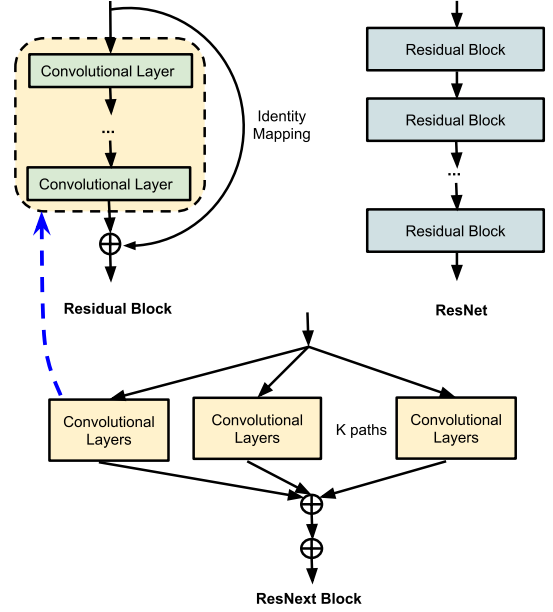 Convolutional Layer
...
Convolutional Layer
Identity
Mapping
Residual Block
Residual Block
Residual Block
...
Residual Block
ResNet
Convolutional
Layers
Convolutional
Layers
K paths
Convolutional
Layers
ResNext Block